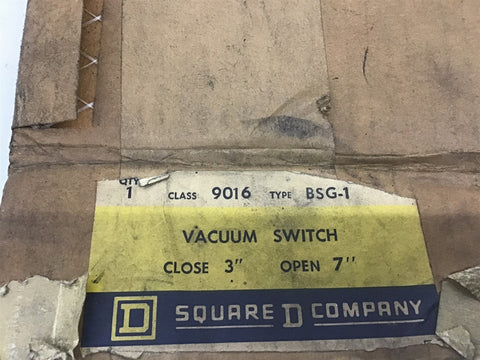 QTY
1 CLASS 9016 TYPE BSG-1
VACUUM SWITCH
CLOSE 3" OPEN 7"
D SQUARE D COMPANY